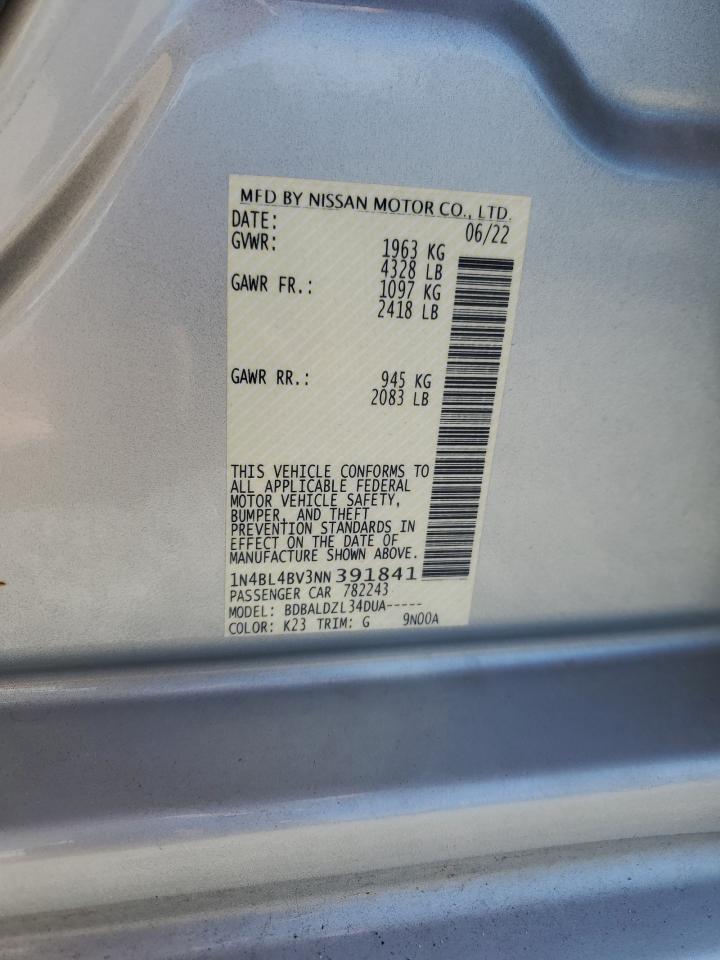 MFD BY NISSAN MOTOR CO., LTD.
DATE: 06/22
GVWR: 1963 KG
4328 LB
GAWR FR.: 1097 KG
2418 LB
GAWR RR.: 945 KG
2083 LB
THIS VEHICLE CONFORMS TO
ALL APPLICABLE FEDERAL
MOTOR VEHICLE SAFETY,
BUMPER, AND THEFT
PREVENTION STANDARDS IN
EFFECT ON THE DATE OF
MANUFACTURE SHOWN ABOVE.
1N4BL4BV3NN391841
PASSENGER CAR 782243
MODEL: BDBALDZL34DUA-----
COLOR: K23 TRIM: G 9N00A